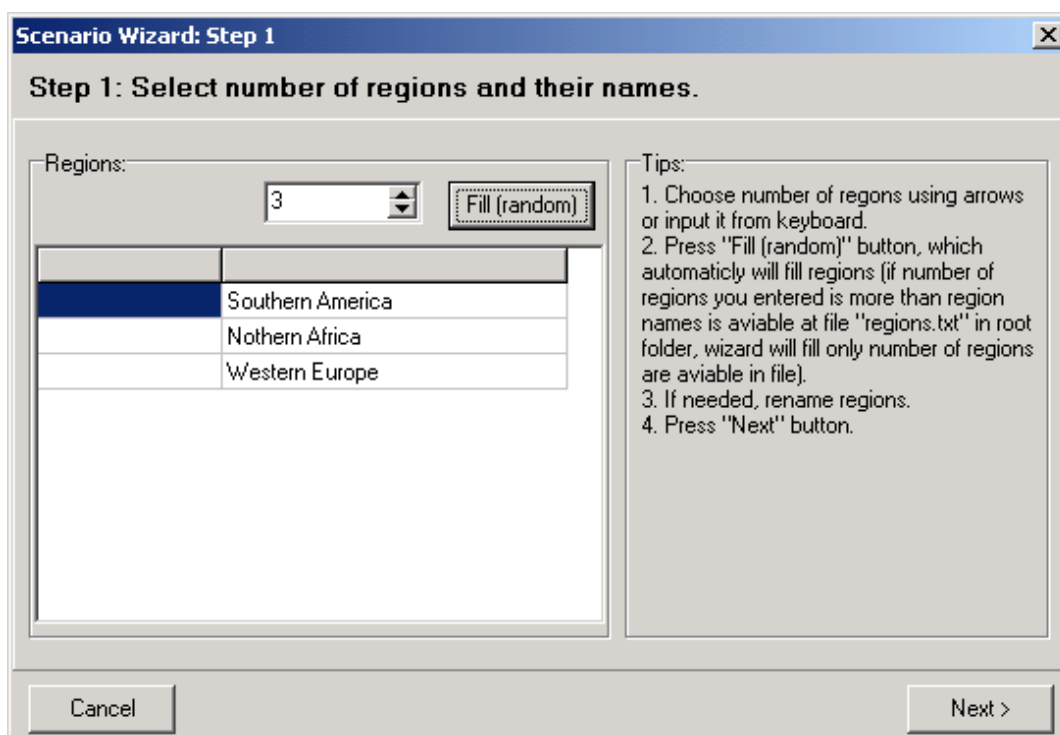 Scenario Wizard: Step 1
Step 1: Select number of regions and their names.
Regions:
3
Fill (random)
Southern America
Nothern Africa
Western Europe
Tips:
1. Choose number of regons using arrows
or input it from keyboard.
2. Press "Fill (random)" button, which
automaticly will fill regions (if number of
regions you entered is more than region
names is aviable at file "regions.txt" in root
folder, wizard will fill only number of regions
are aviable in file).
3. If needed, rename regions.
4. Press "Next" button.
Cancel
Next >